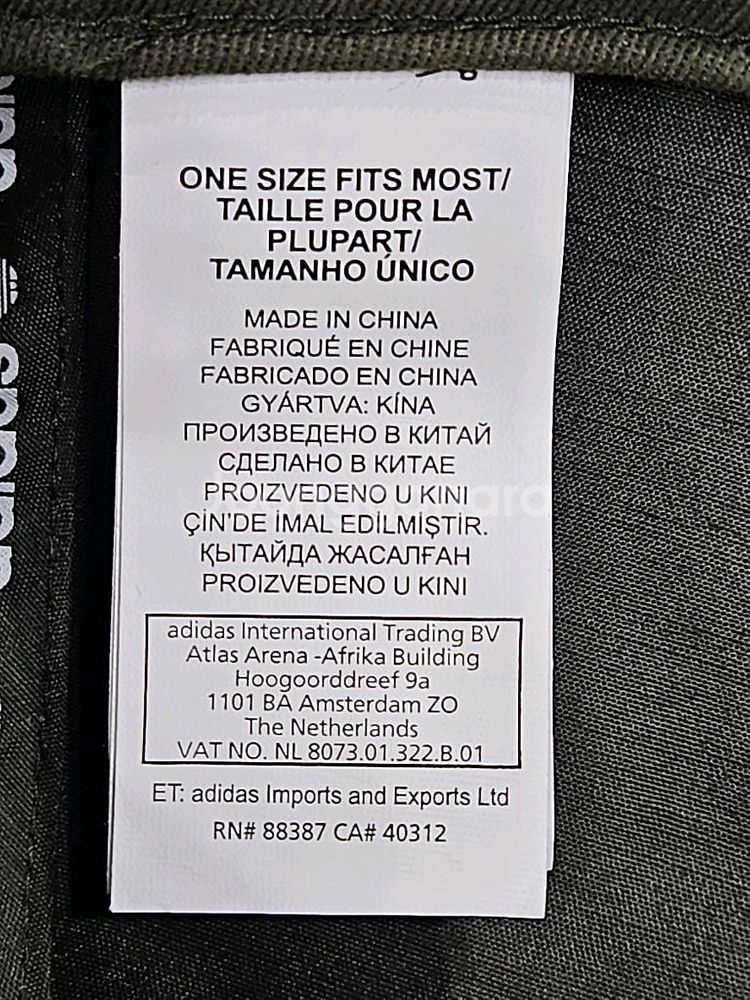 ONE SIZE FITS MOST/
TAILLE POUR LA
PLUPART/
TAMANHO ÚNICO
MADE IN CHINA
FABRIQUÉ EN CHINE
FABRICADO EN CHINA
GYÁRTVA: KÍNA
ПРОИЗВЕДЕНО В КИТАЙ
СДЕЛАНО В КИТАЕ
PROIZVEDENO U KINI
ÇİN'DE İMAL EDİLMİŞTİR.
ҚЫТАЙДА ЖАСАЛҒАН
PROIZVEDENO U KINI
adidas International Trading BV
Atlas Arena -Afrika Building
Hoogoorddreef 9a
1101 BA Amsterdam ZO
The Netherlands
VAT NO. NL 8073.01.322.B.01
ET: adidas Imports and Exports Ltd
RN# 88387 CA# 40312
adidas